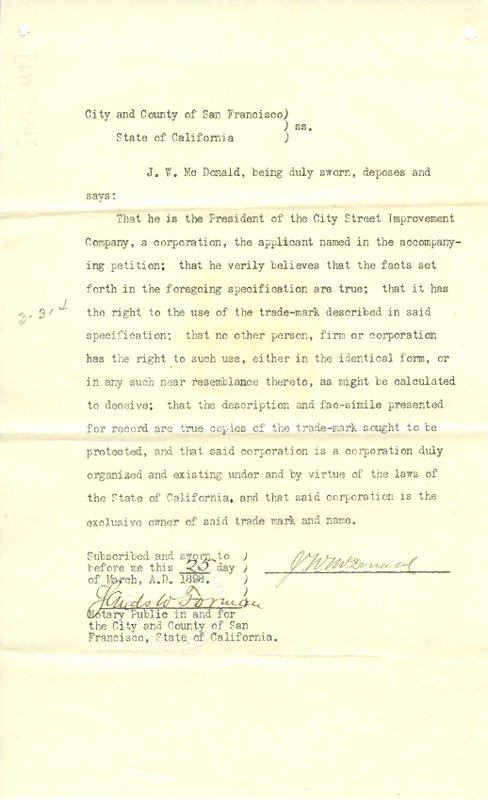 City and County of San Francisco)
) ss.
State of California )
J. W. Mc Donald, being duly sworn, deposes and
says:
That he is the President of the City Street Improvement
Company, a corporation, the applicant named in the accompany-
ing petition; that he verily believes that the facts set
forth in the foregoing specification are true; that it has
the right to the use of the trade-mark described in said
specification; that no other person, firm or corporation
has the right to such use, either in the identical form, or
in any such near resemblance thereto, as might be calculated
to deceive; that the description and fac-simile presented
for record are true copies of the trade-mark sought to be
protected, and that said corporation is a corporation duly
organized and existing under and by virtue of the laws of
the State of California, and that said corporation is the
exclusive owner of said trade mark and name.
Subscribed and sworn to )
before me this 25 day )
of March, A.D. 1898. )
J W McDonald
W Forman
Notary Public in and for
the City and County of San
Francisco, State of California.